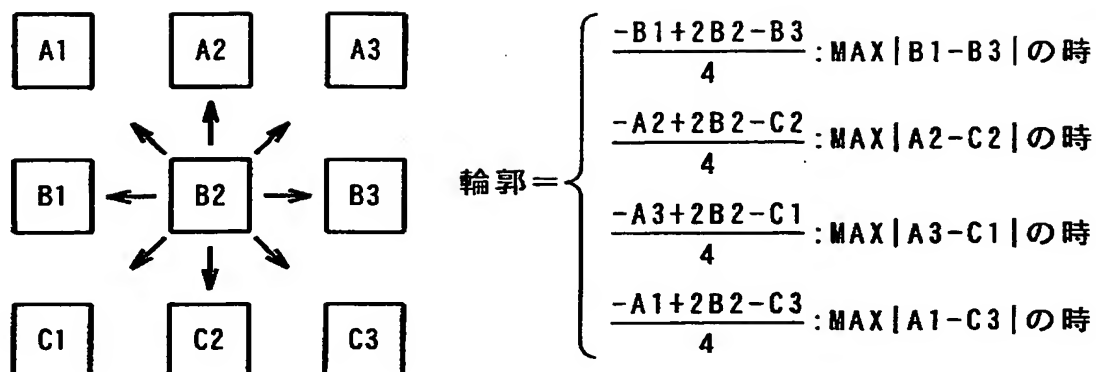 A1 A2 A3
B1 B2 B3
C1 C2 C3
輪郭=
-B1+2B2-B3
4
:MAX|B1-B3|の時
-A2+2B2-C2
4
:MAX|A2-C2|の時
-A3+2B2-C1
4
:MAX|A3-C1|の時
-A1+2B2-C3
4
:MAX|A1-C3|の時